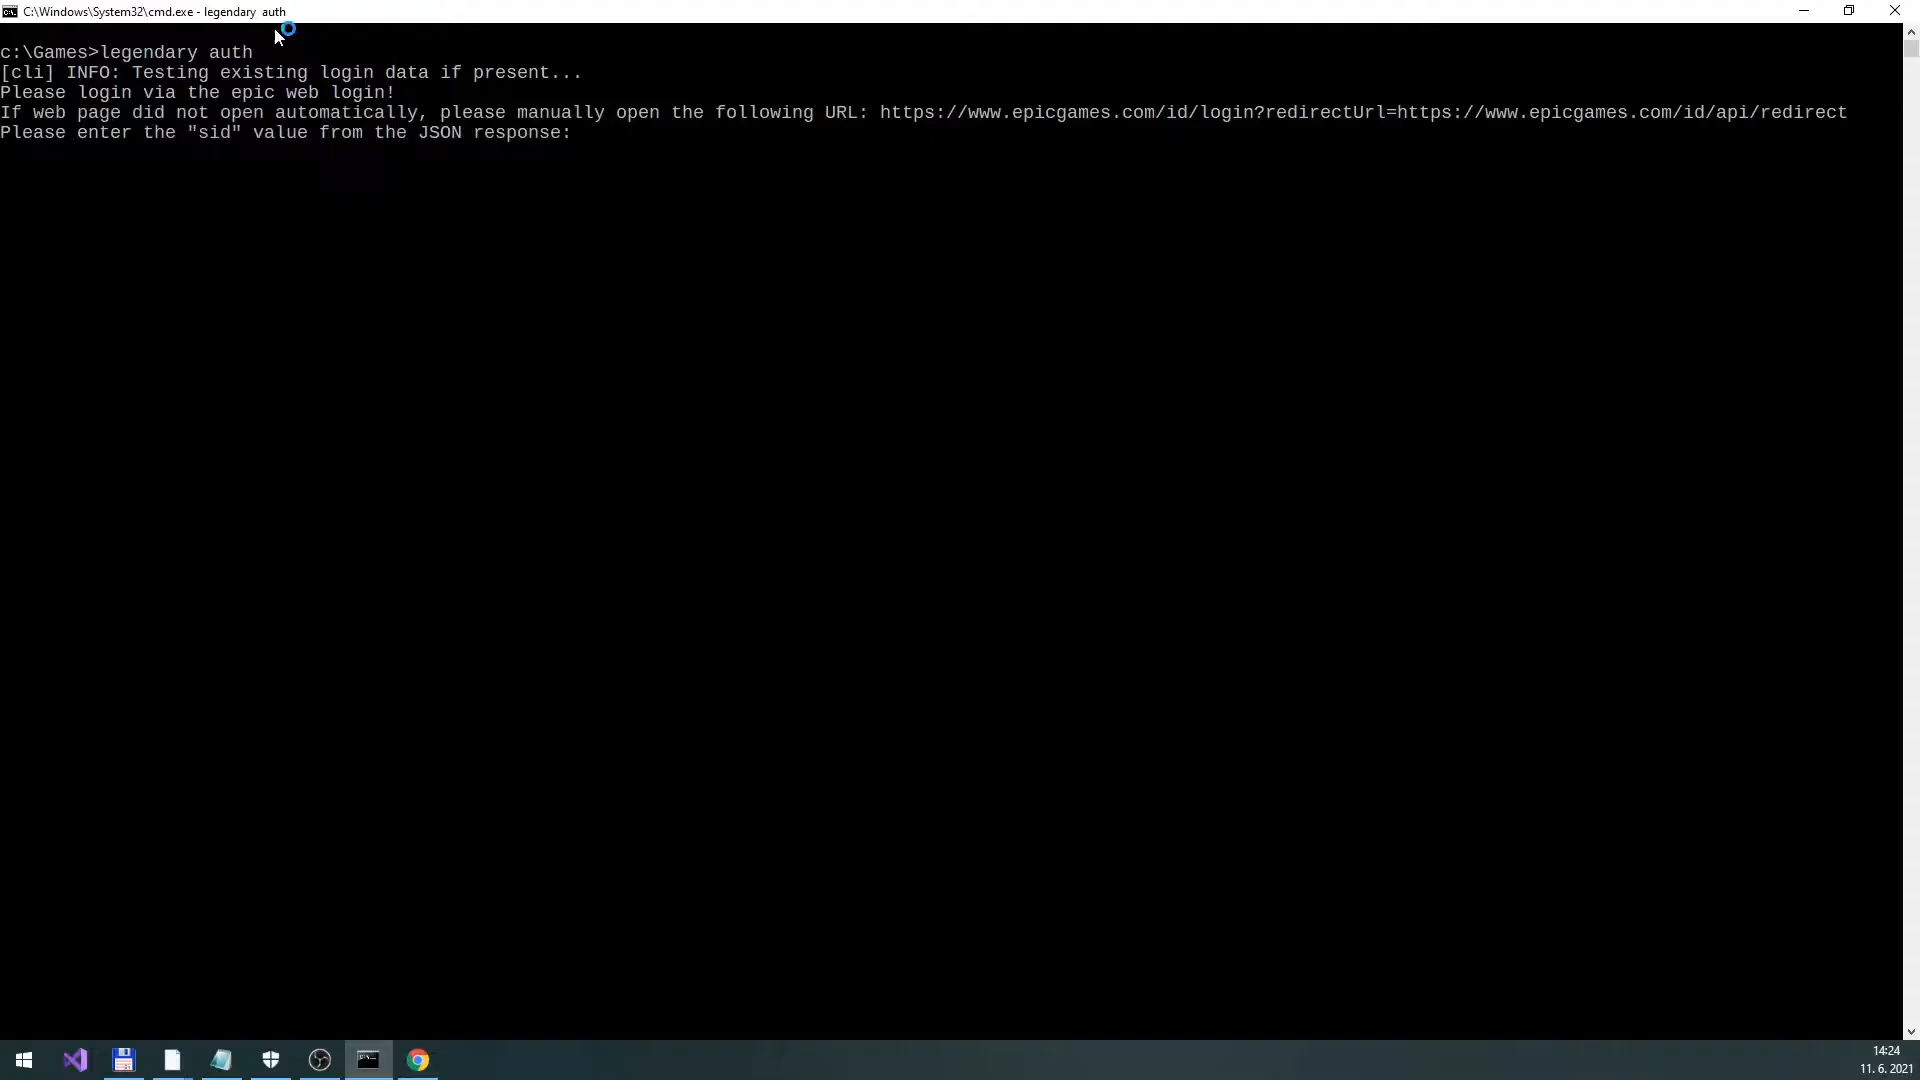 C:\Windows\System32\cmd.exe - legendary auth
c:\Games>legendary auth
[cli] INFO: Testing existing login data if present...
Please login via the epic web login!
If web page did not open automatically, please manually open the following URL: https://www.epicgames.com/id/login?redirectUrl=https://www.epicgames.com/id/api/redirect
Please enter the "sid" value from the JSON response:
14:24
11. 6. 2021